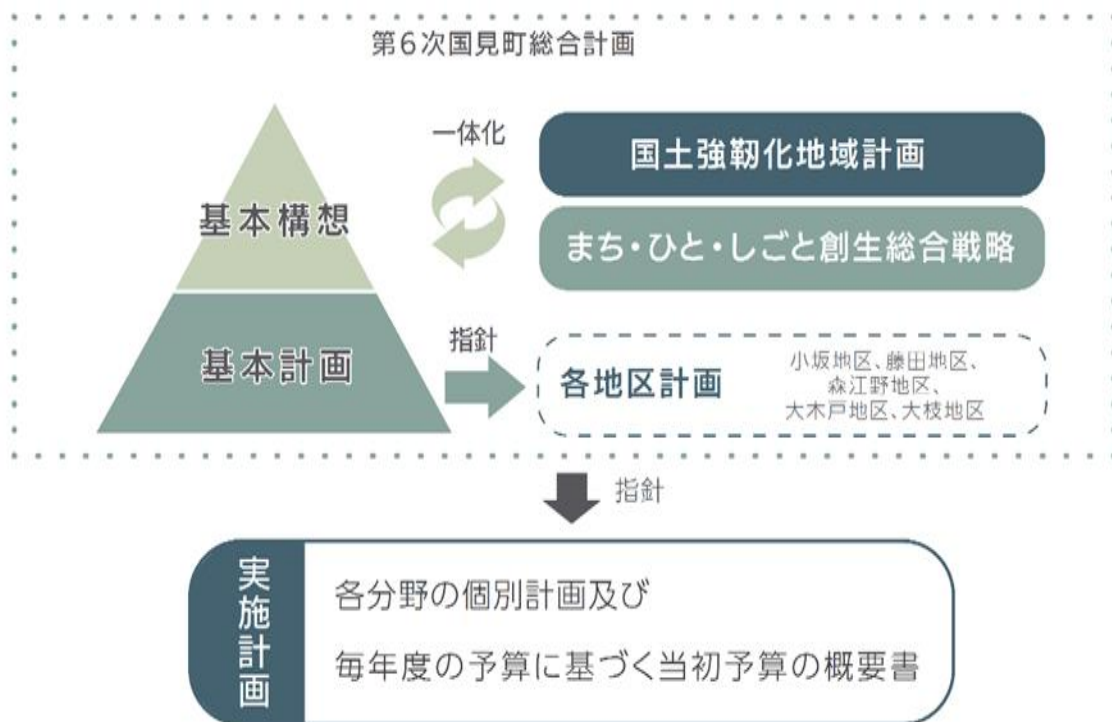 第6次国見町総合計画
一体化
国土強靭化地域計画
基本構想
まち・ひと・しごと創生総合戦略
指針
基本計画
各地区計画
小坂地区、藤田地区、
森江野地区、
大木戸地区、大枝地区
指針
実施計画
各分野の個別計画及び
毎年度の予算に基づく当初予算の概要書